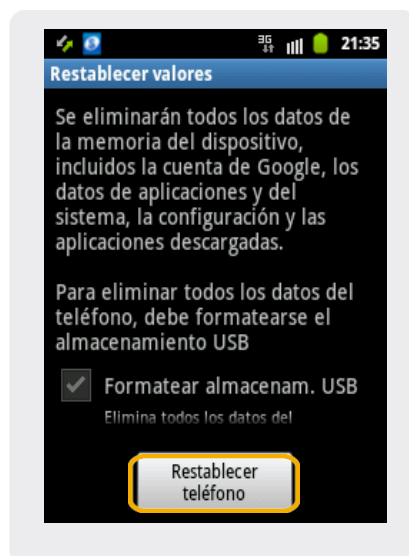 3G
21:35
Restablecer valores
Se eliminarán todos los datos de
la memoria del dispositivo,
incluidos la cuenta de Google, los
datos de aplicaciones y del
sistema, la configuración y las
aplicaciones descargadas.
Para eliminar todos los datos del
teléfono, debe formatearse el
almacenamiento USB
Formatear almacenam. USB
Elimina todos los datos del
Restablecer
teléfono